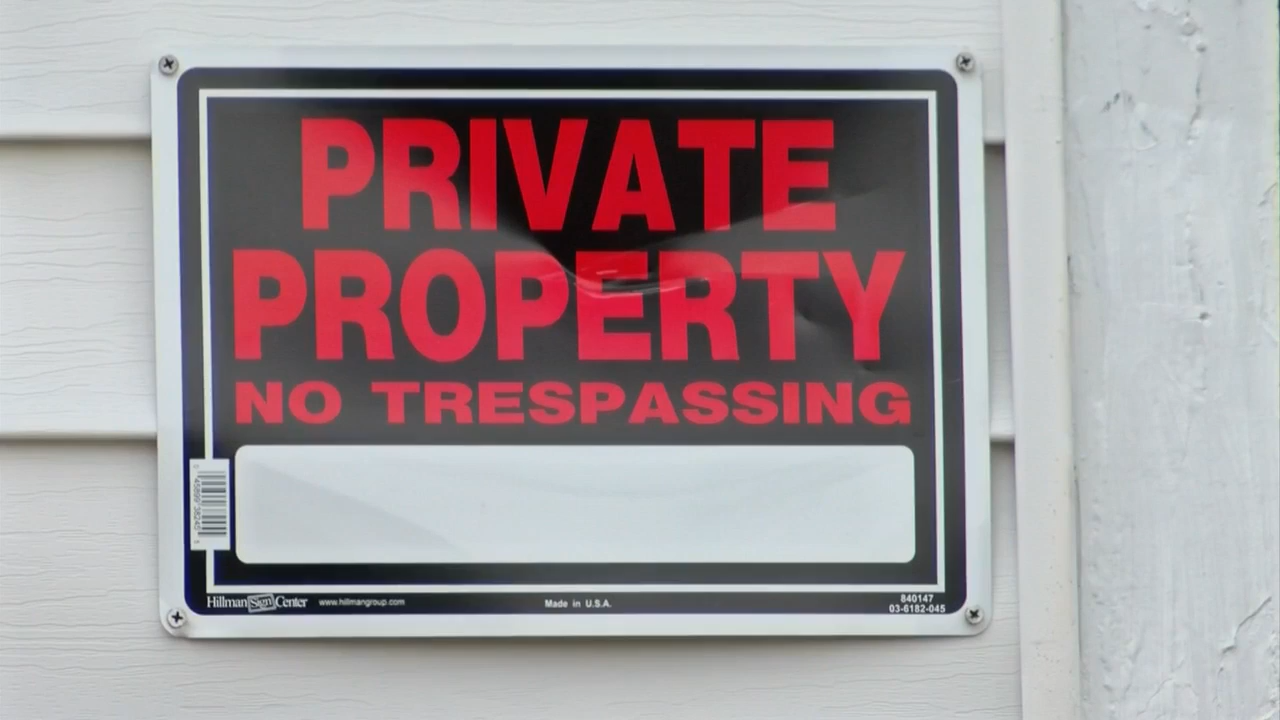 PRIVATE
PROPERTY
NO TRESPASSING
Hillman Sign Center www.hillmangroup.com Made in U.S.A. 840147
03-6182-045